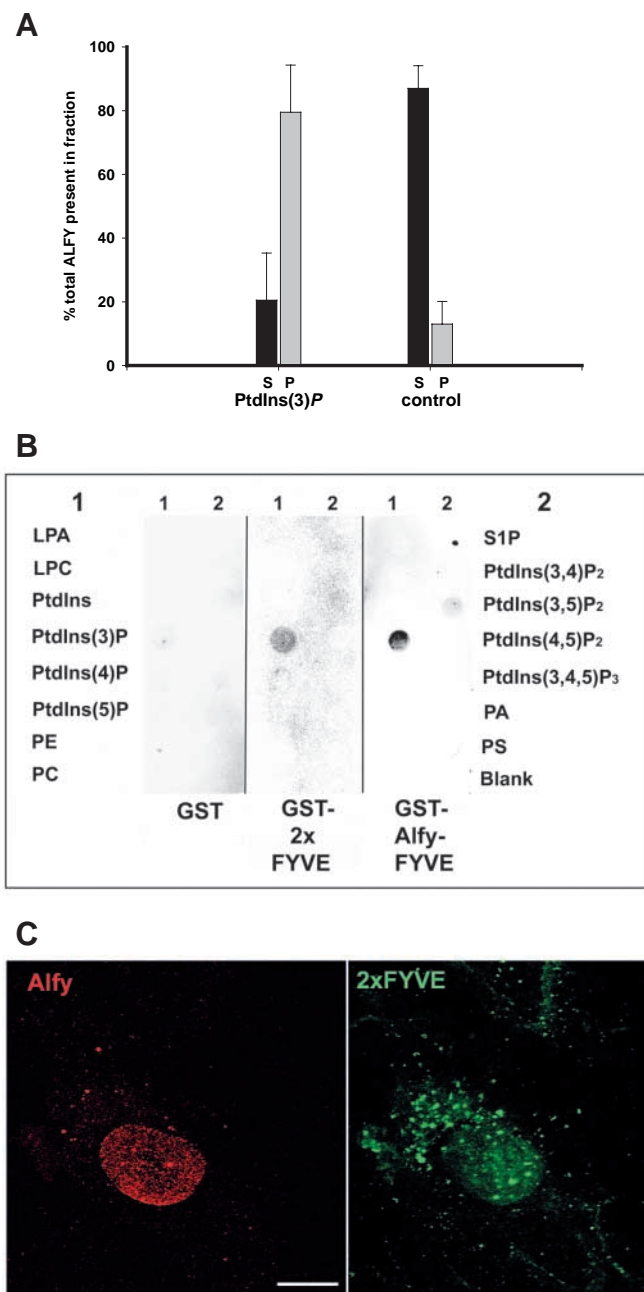 A
% total ALFY present in fraction
100
80
60
40
20
0
S P S P
PtdIns(3)P control
B
1 1 2 1 2 1 2 2
LPA
LPC
PtdIns
PtdIns(3)P
PtdIns(4)P
PtdIns(5)P
PE
PC
S1P
PtdIns(3,4)P2
PtdIns(3,5)P2
PtdIns(4,5)P2
PtdIns(3,4,5)P3
PA
PS
Blank
GST
GST-
2x
FYVE
GST-
Alfy-
FYVE
C
Alfy
2xFYVE